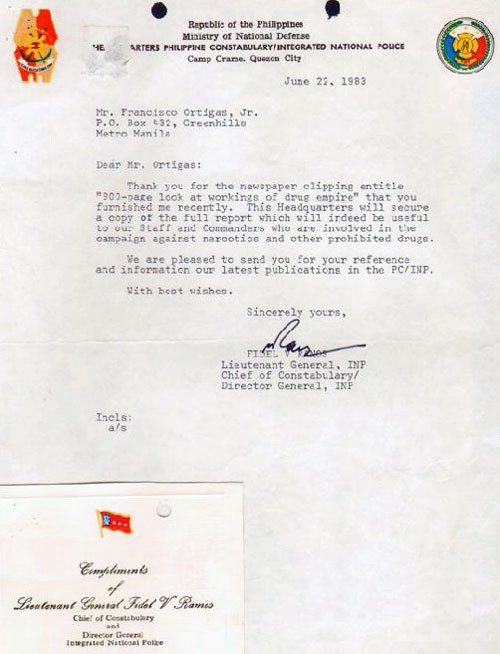 Republic of the Philippines
Ministry of National Defense
HE ARTERS PHILIPPINE CONSTABULARY/INTEGRATED NATIONAL POLICE
Camp Crame, Quezon City
June 22, 1983
Mr. Francisco Ortigas, Jr.
P.O. Box 432, Greenhills
Metro Manila
Dear Mr. Ortigas:
Thank you for the newspaper clipping entitle
"900-page look at workings of drug empire" that you
furnished me recently. This Headquarters will secure
a copy of the full report which will indeed be useful
to our Staff and Commanders who are involved in the
campaign against narcotics and other prohibited drugs.
We are pleased to send you for your reference
and information our latest publications in the PC/INP.
With best wishes.
Sincerely yours,
FIDEL V RAMOS
Lieutenant General, INP
Chief of Constabulary/
Director General, INP
Incls:
a/s
Compliments
of
Lieutenant General Fidel V Ramos
Chief of Constabulary
and
Director General
Integrated National Police